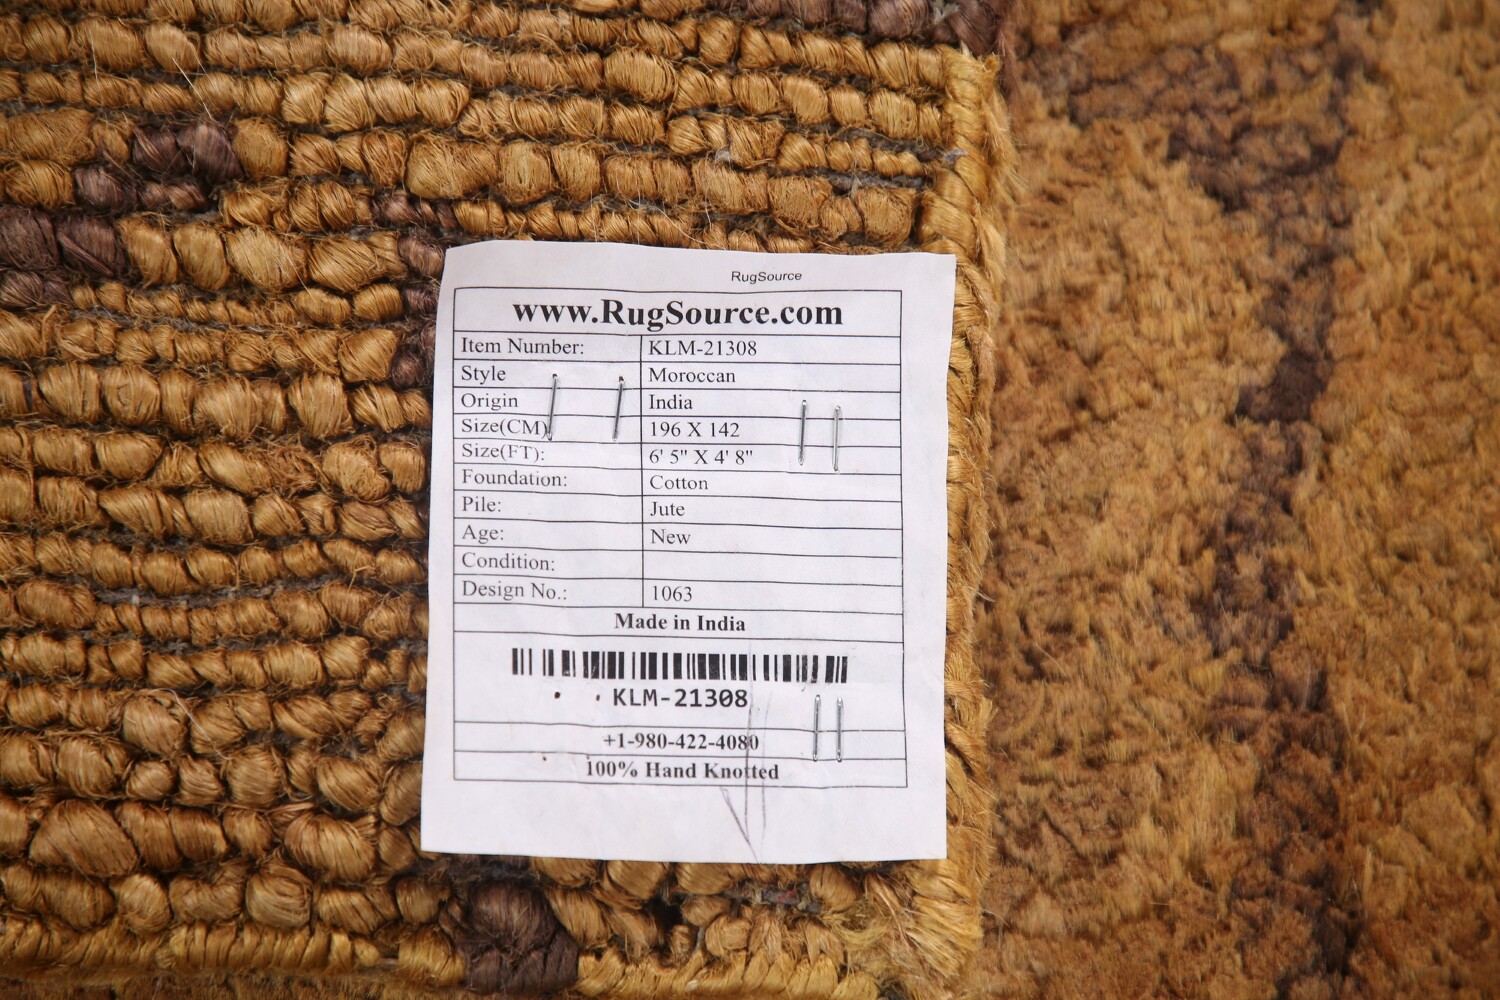 RugSource
www.RugSource.com
Item Number: KLM-21308
Style Moroccan
Origin India
Size(CM) 196 X 142
Size(FT): 6' 5" X 4' 8"
Foundation: Cotton
Pile: Jute
Age: New
Condition:
Design No.: 1063
Made in India
KLM-21308
+1-980-422-4080
100% Hand Knotted